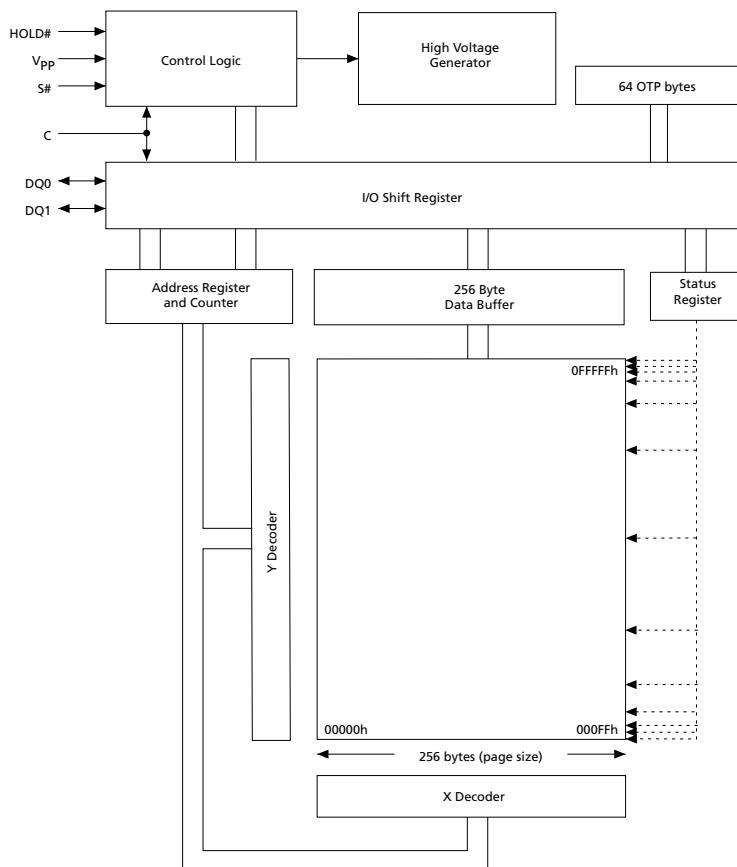 HOLD#
VPP
S#
C
DQ0
DQ1
Control Logic
High Voltage
Generator
64 OTP bytes
I/O Shift Register
Address Register
and Counter
256 Byte
Data Buffer
Status
Register
0FFFFFh
Y Decoder
00000h
000FFh
256 bytes (page size)
X Decoder